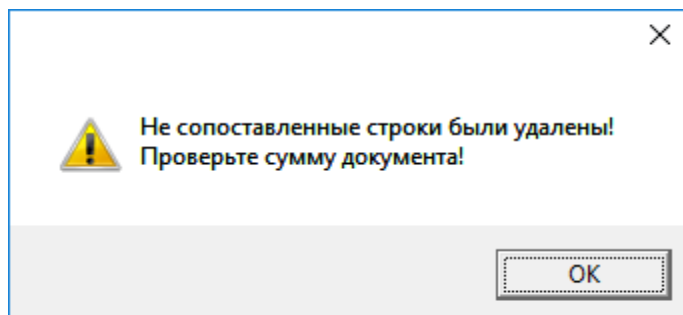 Не сопоставленные строки были удалены!
Проверьте сумму документа!
OK